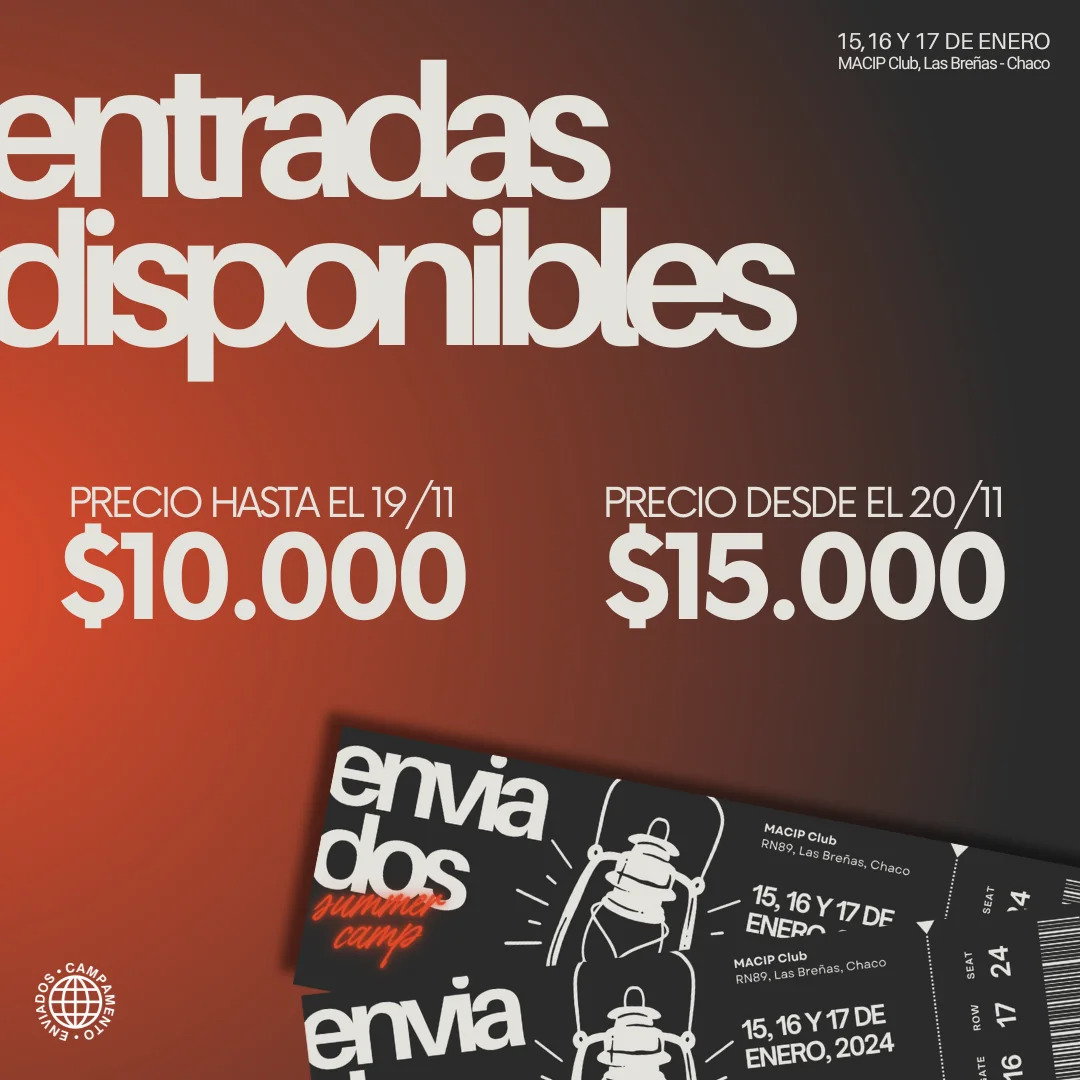 15,16 Y 17 DE ENERO
MACIP Club, Las Breñas - Chaco
entradas
disponibles
PRECIO HASTA EL 19/11
$10.000
PRECIO DESDE EL 20/11
$15.000
envia
dos
summer
camp
MACIP Club
RN89, Las Breñas, Chaco
15, 16 Y 17 DE
ENERO
SEAT
24
envia
MACIP Club
RN89, Las Breñas, Chaco
15, 16 Y 17 DE
ENERO, 2024
SEAT
24
ROW
17
16
ENVIADOS • CAMPAMENTO •